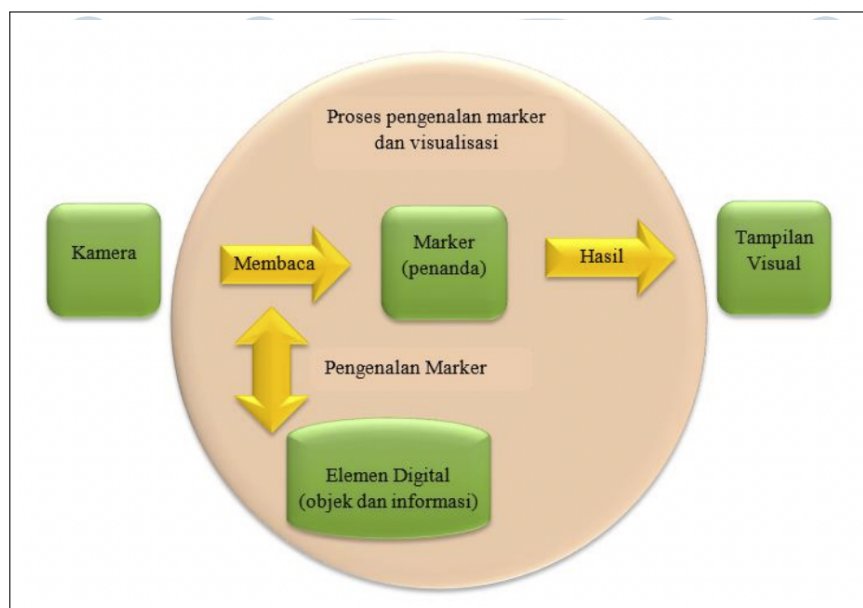 Proses pengenalan marker
dan visualisasi
Kamera
Membaca
Marker
(penanda)
Hasil
Tampilan
Visual
Pengenalan Marker
Elemen Digital
(objek dan informasi)